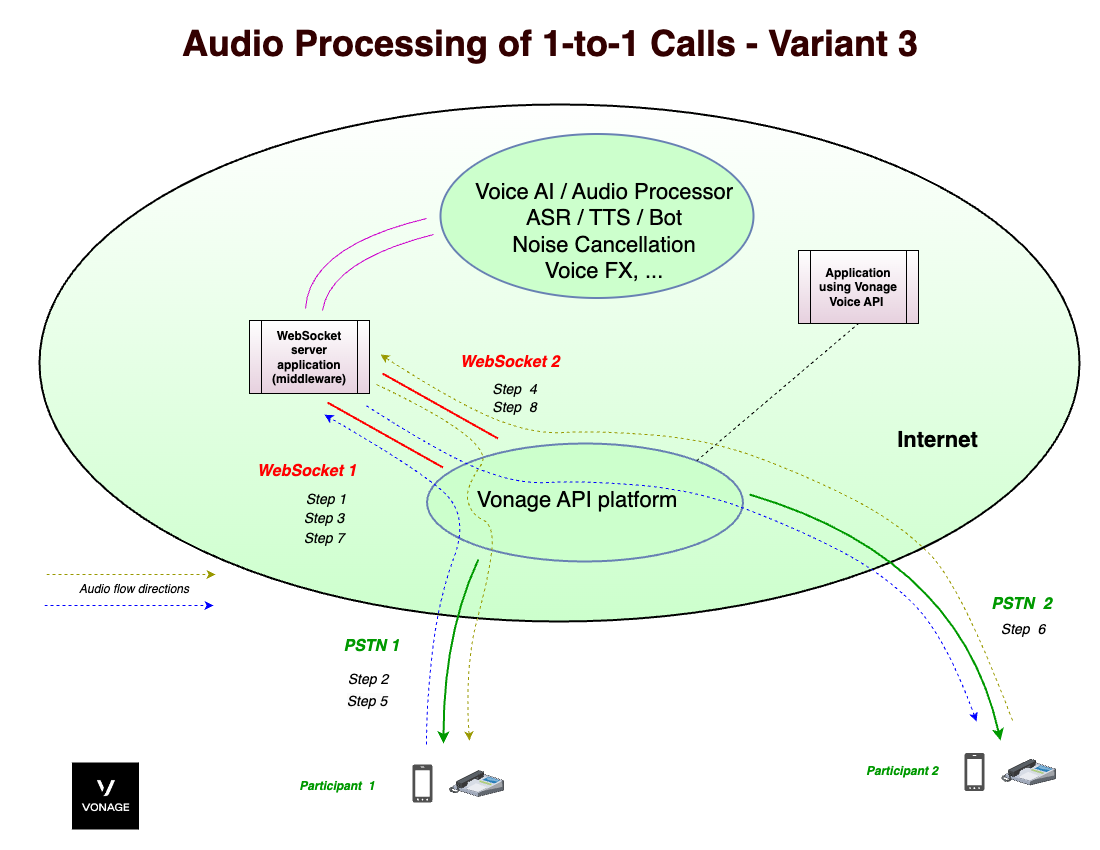 Audio Processing of 1-to-1 Calls - Variant 3
Voice AI / Audio Processor
ASR / TTS / Bot
Noise Cancellation
Voice FX, ...
Application
using Vonage
Voice API
WebSocket
server
application
(middleware)
WebSocket 2
Step 4
Step 8
Internet
WebSocket 1
Step 1
Step 3
Step 7
Vonage API platform
Audio flow directions
PSTN 2
Step 6
PSTN 1
Step 2
Step 5
Participant 1
Participant 2
VONAGE